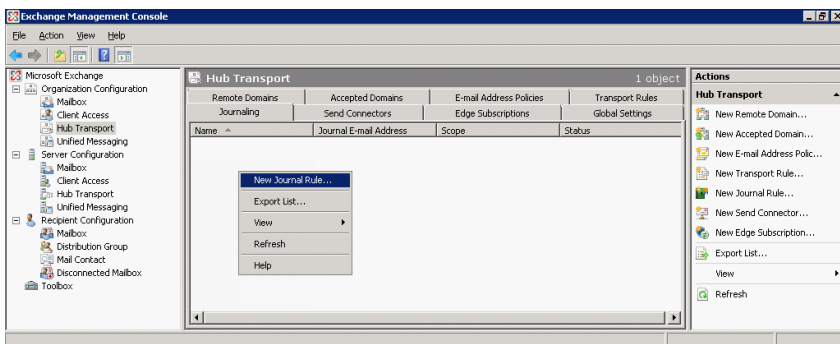 Exchange Management Console
File Action View Help
Microsoft Exchange
Organization Configuration
Mailbox
Client Access
Hub Transport
Unified Messaging
Server Configuration
Mailbox
Client Access
Hub Transport
Unified Messaging
Recipient Configuration
Mailbox
Distribution Group
Mail Contact
Disconnected Mailbox
Toolbox
Hub Transport 1 object
Remote Domains Accepted Domains E-mail Address Policies Transport Rules
Journaling Send Connectors Edge Subscriptions Global Settings
Name Journal E-mail Address Scope Status
New Journal Rule...
Export List...
View
Refresh
Help
Actions
Hub Transport
New Remote Domain...
New Accepted Domain...
New E-mail Address Polic...
New Transport Rule...
New Journal Rule...
New Send Connector...
New Edge Subscription...
Export List...
View
Refresh